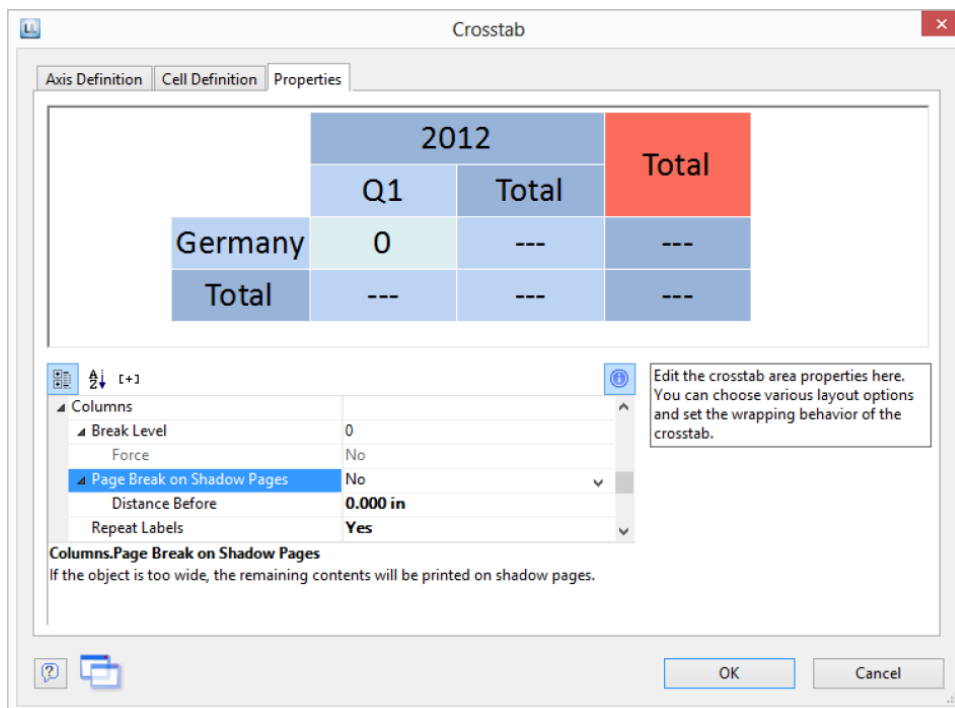 LL
Crosstab
Axis Definition Cell Definition Properties
2012 Total
Q1 Total
Germany 0 --- ---
Total --- --- ---
A Z [+]
Edit the crosstab area properties here.
You can choose various layout options
and set the wrapping behavior of the
crosstab.
Columns
Break Level 0
Force No
Page Break on Shadow Pages No
Distance Before 0.000 in
Repeat Labels Yes
Columns.Page Break on Shadow Pages
If the object is too wide, the remaining contents will be printed on shadow pages.
OK Cancel